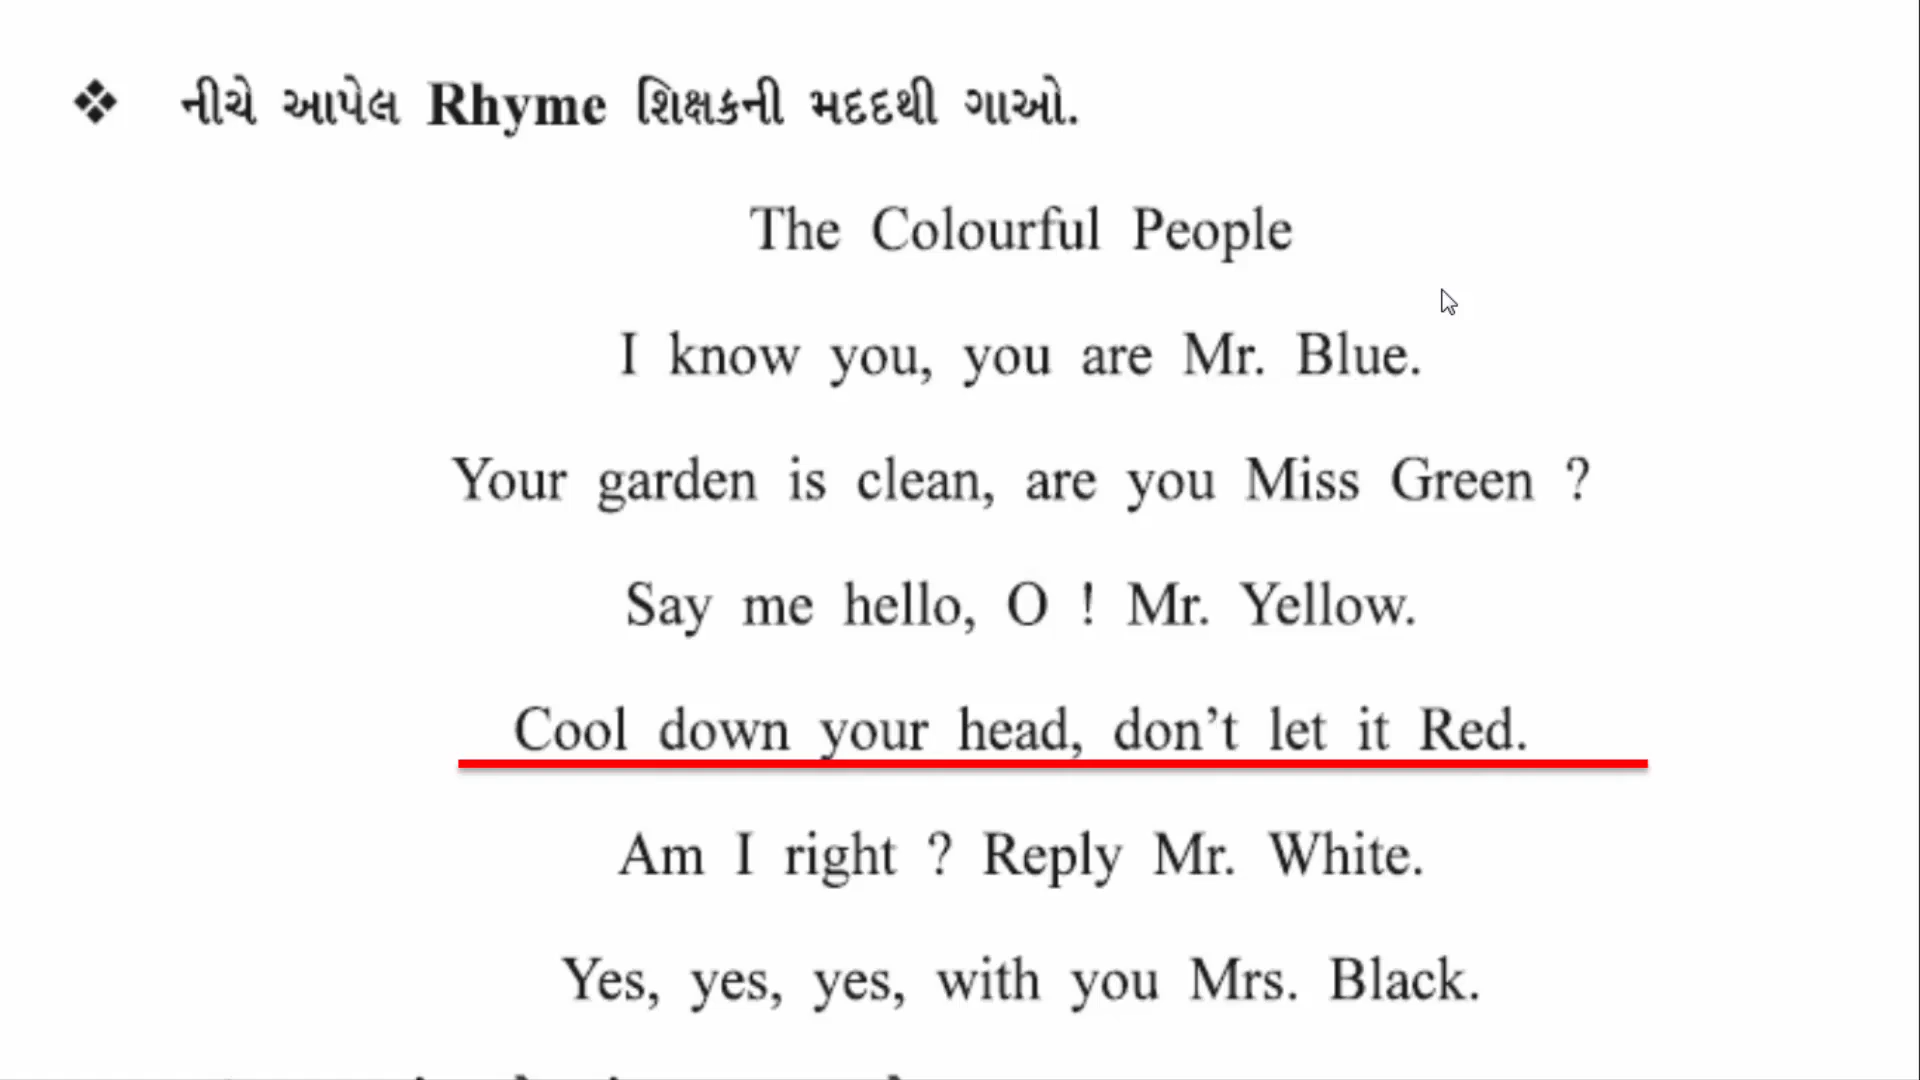 ❖ નીચે આપેલ Rhyme શિક્ષકની મદદથી ગાઓ.
The Colourful People
I know you, you are Mr. Blue.
Your garden is clean, are you Miss Green ?
Say me hello, O ! Mr. Yellow.
Cool down your head, don’t let it Red.
Am I right ? Reply Mr. White.
Yes, yes, yes, with you Mrs. Black.